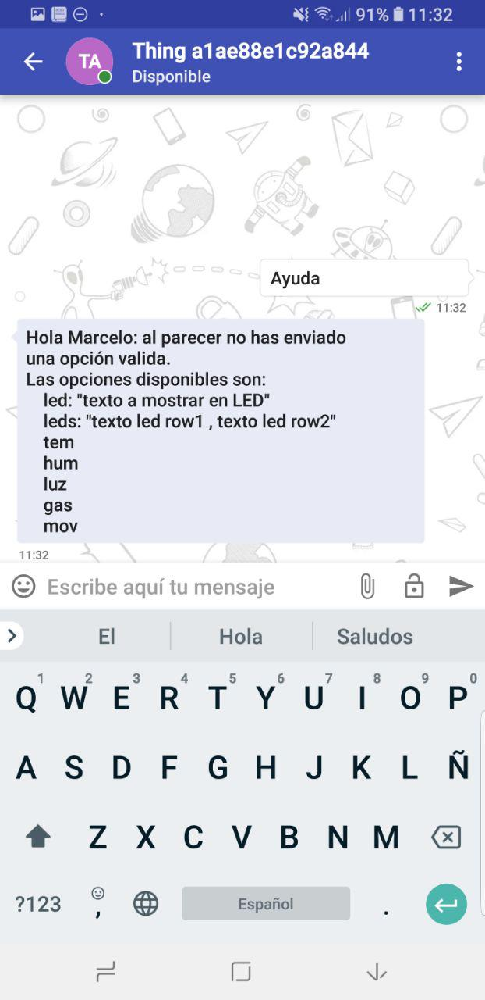 91% 11:32
TA
Thing a1ae88e1c92a844
Disponible
Ayuda
11:32
Hola Marcelo: al parecer no has enviado
una opción valida.
Las opciones disponibles son:
led: "texto a mostrar en LED"
leds: "texto led row1 , texto led row2"
tem
hum
luz
gas
mov
11:32
Escribe aquí tu mensaje
El Hola Saludos
1 2 3 4 5 6 7 8 9 0
Q W E R T Y U I O P
A S D F G H J K L Ñ
Z X C V B N M
?123 , Español .